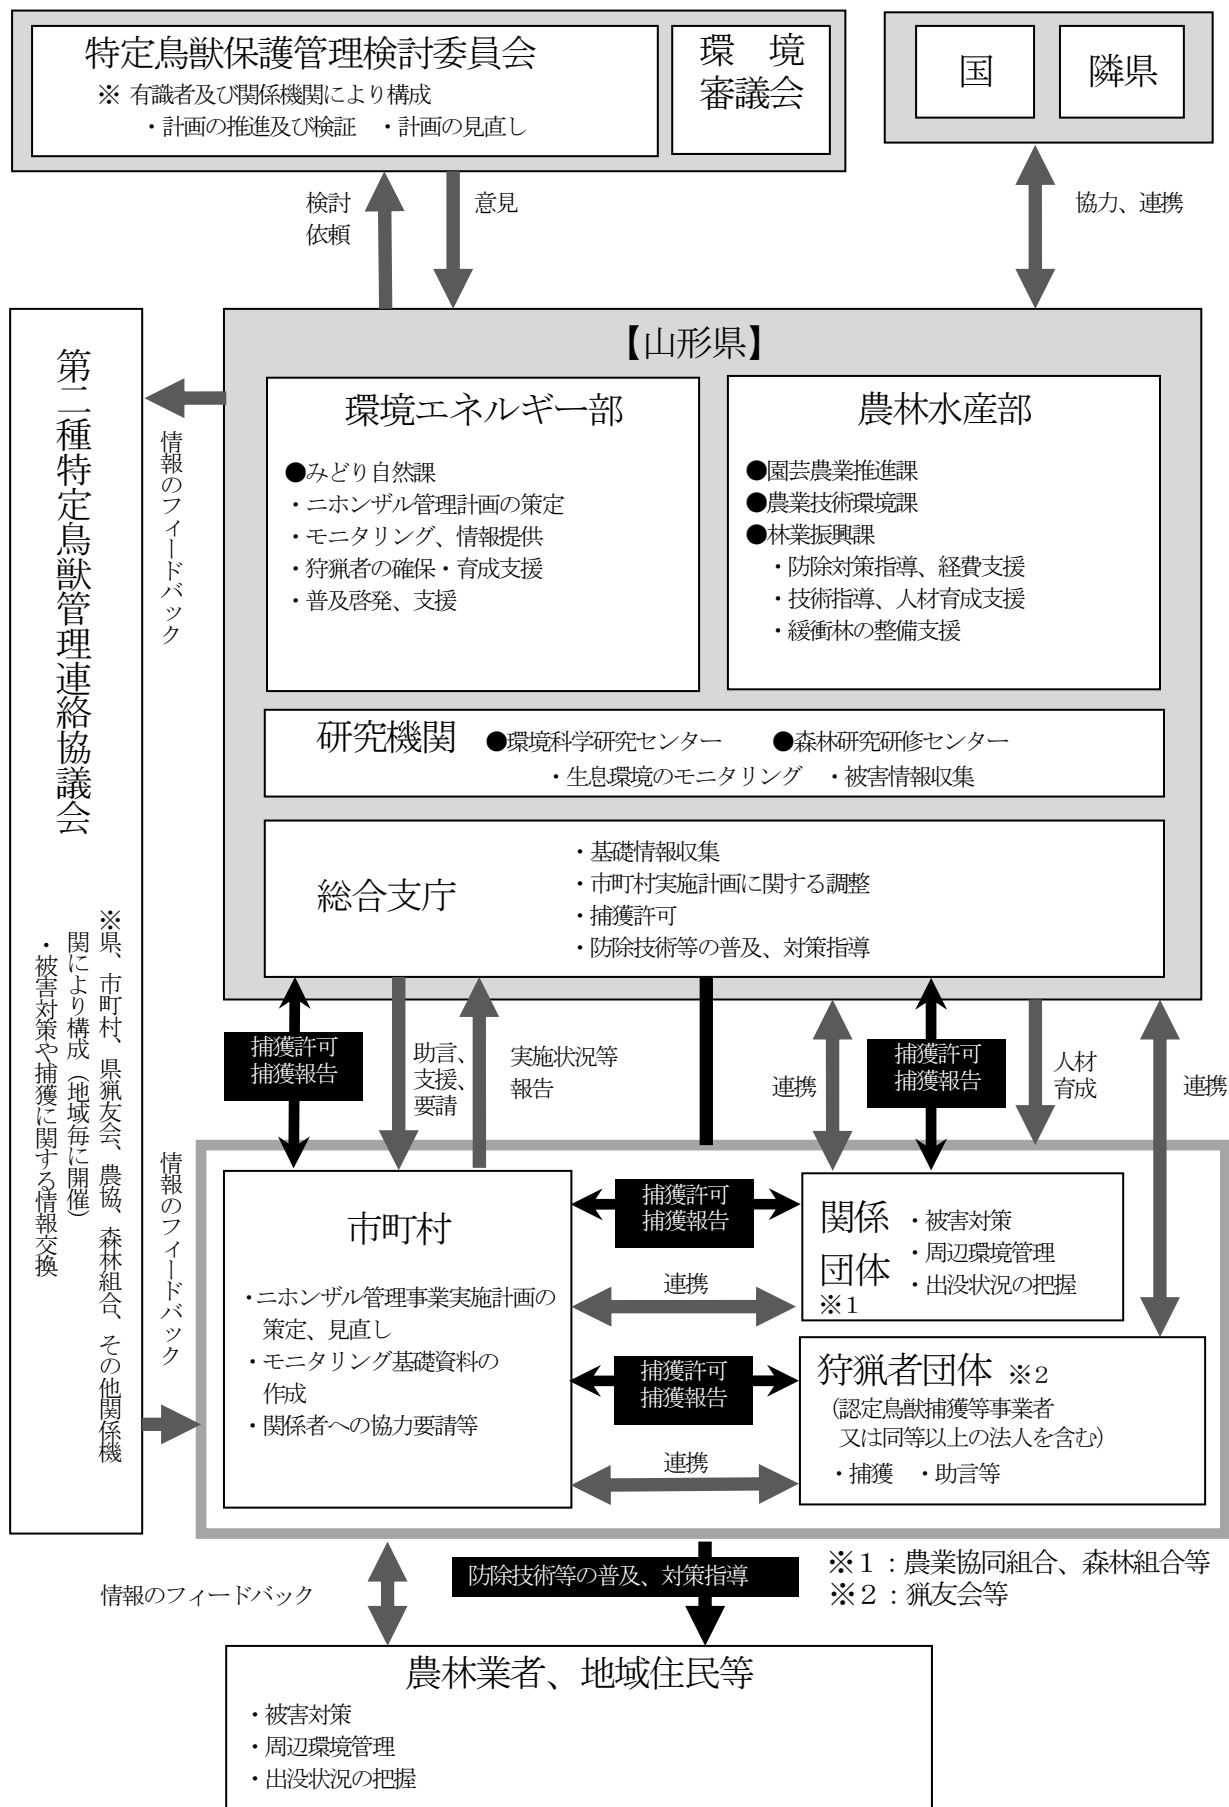 特定鳥獣保護管理検討委員会
※ 有識者及び関係機関により構成
・計画の推進及び検証　・計画の見直し
環　境
審議会
国
隣県
検討
依頼
意見
協力、連携
第二種特定鳥獣管理連絡協議会
※県、市町村、県猟友会、農協、森林組合、その他関係機
関により構成（地域毎に開催）
・被害対策や捕獲に関する情報交換
情報のフィードバック
【山形県】
環境エネルギー部
●みどり自然課
・ニホンザル管理計画の策定
・モニタリング、情報提供
・狩猟者の確保・育成支援
・普及啓発、支援
農林水産部
●園芸農業推進課
●農業技術環境課
●林業振興課
・防除対策指導、経費支援
・技術指導、人材育成支援
・緩衝林の整備支援
研究機関　●環境科学研究センター　●森林研究研修センター
・生息環境のモニタリング　・被害情報収集
総合支庁
・基礎情報収集
・市町村実施計画に関する調整
・捕獲許可
・防除技術等の普及、対策指導
捕獲許可
捕獲報告
助言、
支援、
要請
実施状況等
報告
連携
捕獲許可
捕獲報告
人材
育成
連携
情報のフィードバック
市町村
・ニホンザル管理事業実施計画の
策定、見直し
・モニタリング基礎資料の
作成
・関係者への協力要請等
捕獲許可
捕獲報告
連携
捕獲許可
捕獲報告
連携
関係
団体
※1
・被害対策
・周辺環境管理
・出没状況の把握
狩猟者団体 ※2
（認定鳥獣捕獲等事業者
又は同等以上の法人を含む）
・捕獲　・助言等
情報のフィードバック
防除技術等の普及、対策指導
※１：農業協同組合、森林組合等
※２：猟友会等
農林業者、地域住民等
・被害対策
・周辺環境管理
・出没状況の把握